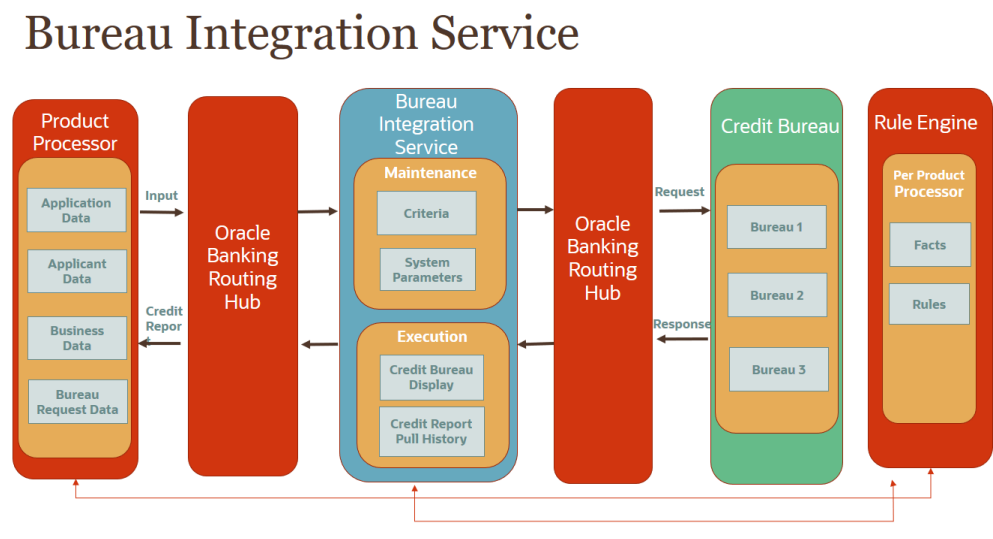 Bureau Integration Service
Product
Processor
Application
Data
Applicant
Data
Business
Data
Bureau
Request Data
Input
Credit
Repor
t
Oracle
Banking
Routing
Hub
Bureau
Integration
Service
Maintenance
Criteria
System
Parameters
Execution
Credit Bureau
Display
Credit Report
Pull History
Oracle
Banking
Routing
Hub
Request
Response
Credit Bureau
Bureau 1
Bureau 2
Bureau 3
Rule Engine
Per Product
Processor
Facts
Rules